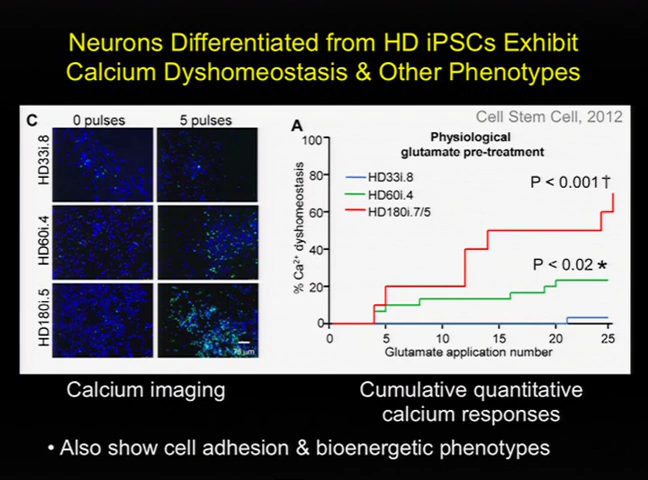 Neurons Differentiated from HD iPSCs Exhibit
Calcium Dyshomeostasis & Other Phenotypes
C
0 pulses
5 pulses
HD33i.8
HD60i.4
HD180i.5
Cell Stem Cell, 2012
A
Physiological
glutamate pre-treatment
% Ca²⁺ dyshomeostasis
100
80
60
40
20
0
HD33i.8
HD60i.4
HD180i.7/5
P < 0.001†
P < 0.02 *
0 5 10 15 20 25
Glutamate application number
Calcium imaging
Cumulative quantitative
calcium responses
• Also show cell adhesion & bioenergetic phenotypes